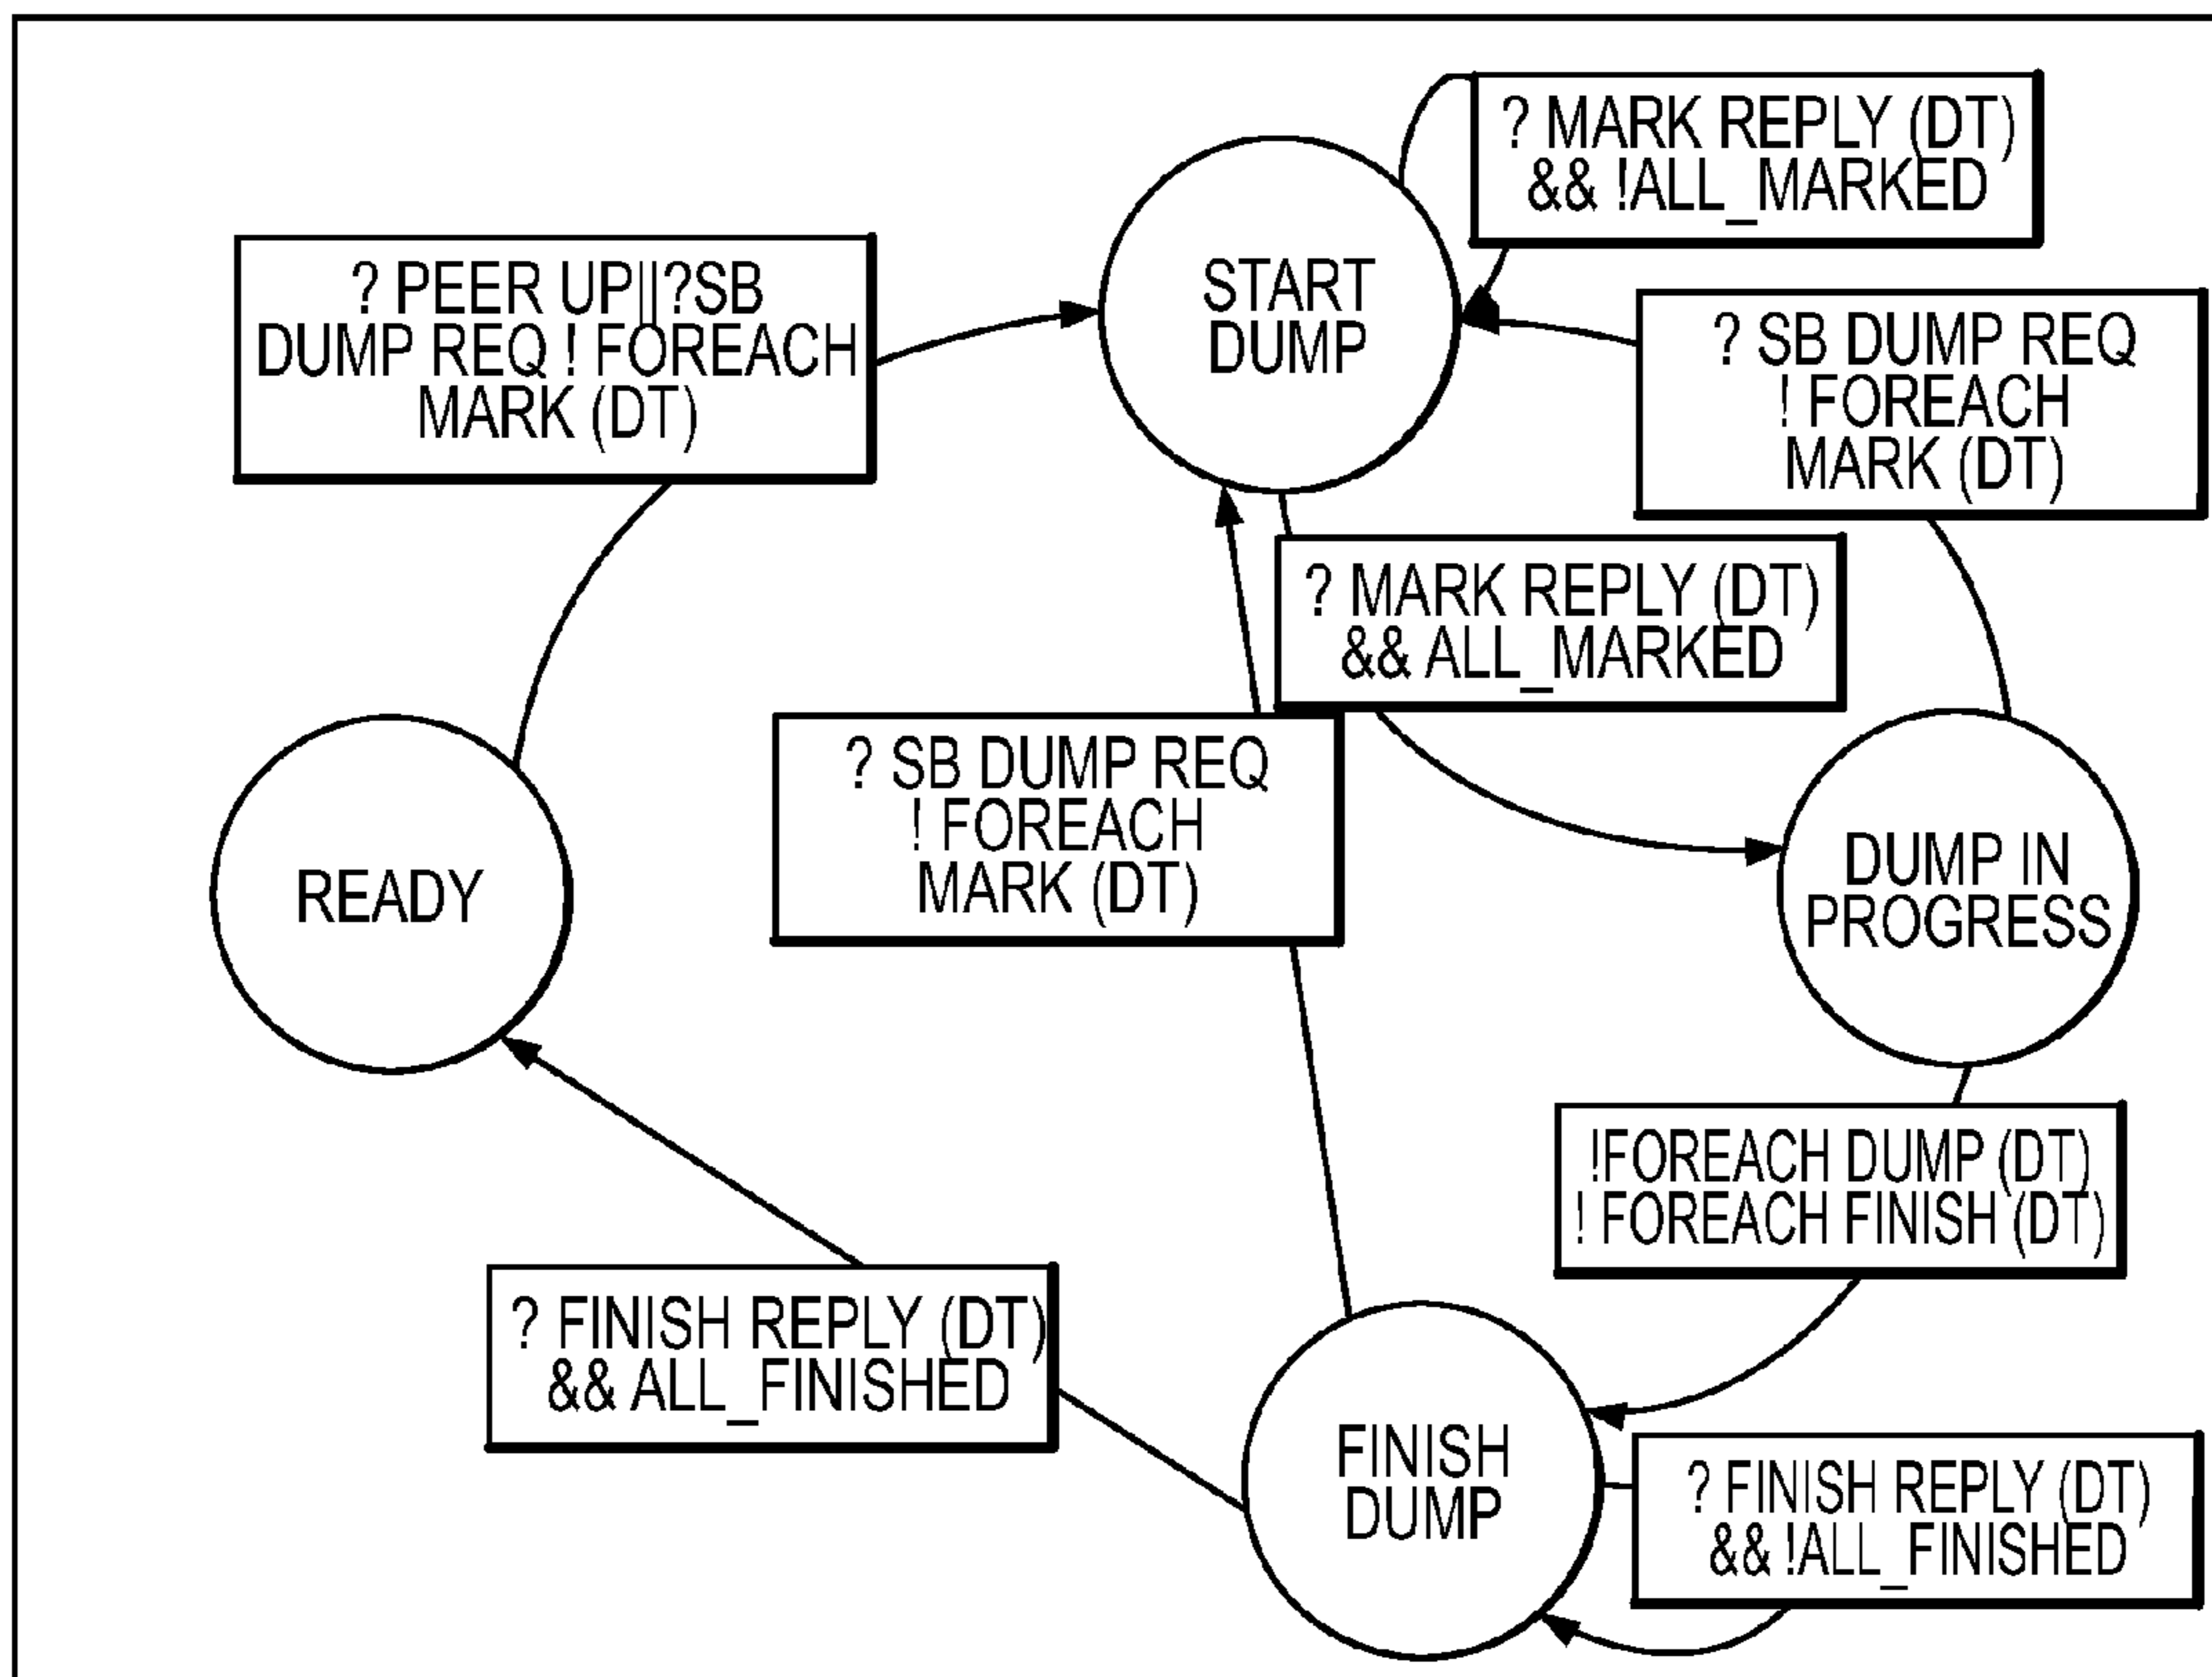 ? MARK REPLY (DT)
&& !ALL_MARKED
? PEER UP||?SB
DUMP REQ ! FOREACH
MARK (DT)
START
DUMP
? SB DUMP REQ
! FOREACH
MARK (DT)
? MARK REPLY (DT)
&& ALL_MARKED
? SB DUMP REQ
! FOREACH
MARK (DT)
READY
DUMP IN
PROGRESS
!FOREACH DUMP (DT)
! FOREACH FINISH (DT)
? FINISH REPLY (DT)
&& ALL_FINISHED
FINISH
DUMP
? FINISH REPLY (DT)
&& !ALL_FINISHED